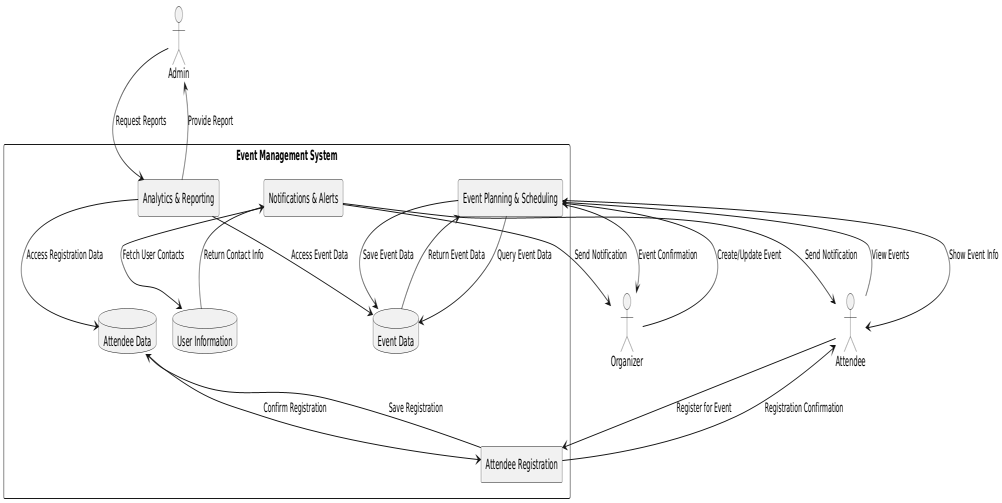 Admin
Request Reports
Provide Report
Event Management System
Analytics & Reporting
Notifications & Alerts
Event Planning & Scheduling
Access Registration Data
Fetch User Contacts
Return Contact Info
Access Event Data
Save Event Data
Return Event Data
Query Event Data
Send Notification
Event Confirmation
Create/Update Event
Send Notification
View Events
Show Event Info
Attendee Data
User Information
Event Data
Organizer
Attendee
Confirm Registration
Save Registration
Register for Event
Registration Confirmation
Attendee Registration